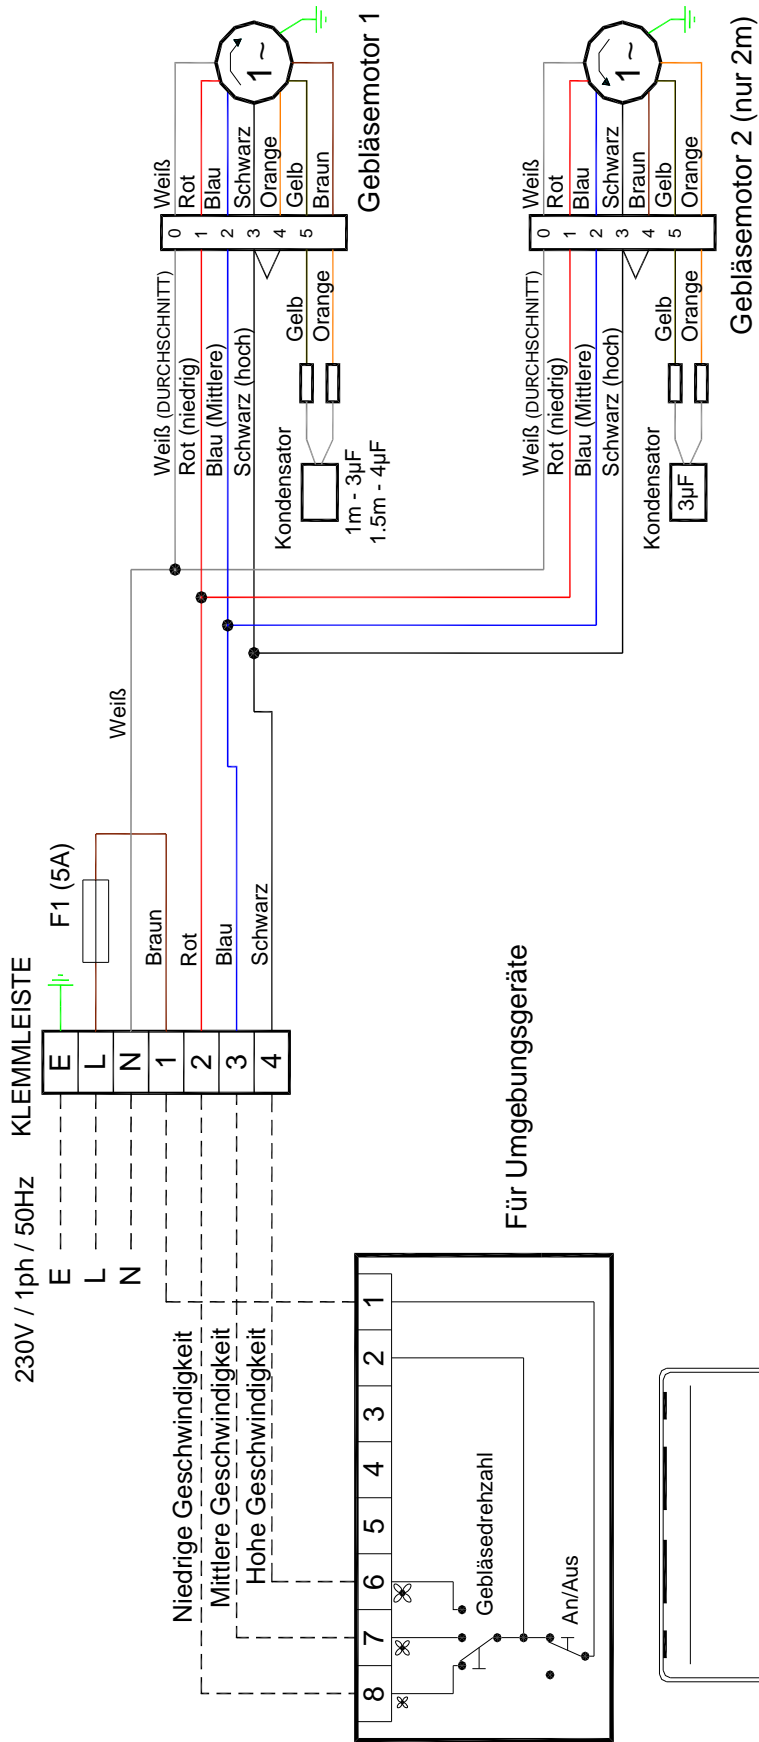 230V / 1ph / 50Hz
KLEMMLEISTE
E
L
N
E
L
N
1
2
3
4
F1 (5A)
Weiß
Braun
Rot
Blau
Schwarz
Weiß (DURCHSCHNITT)
Rot (niedrig)
Blau (Mittlere)
Schwarz (hoch)
Gelb
Orange
Kondensator
1m - 3µF
1.5m - 4µF
0
1
2
3
4
5
Weiß
Rot
Blau
Schwarz
Orange
Gelb
Braun
1~
Gebläsemotor 1
Weiß (DURCHSCHNITT)
Rot (niedrig)
Blau (Mittlere)
Schwarz (hoch)
Gelb
Orange
Kondensator
3µF
0
1
2
3
4
5
Weiß
Rot
Blau
Schwarz
Braun
Gelb
Orange
1~
Gebläsemotor 2 (nur 2m)
Niedrige Geschwindigkeit
Mittlere Geschwindigkeit
Hohe Geschwindigkeit
8
7
6
5
4
3
2
1
Gebläsedrehzahl
An/Aus
Für Umgebungsgeräte